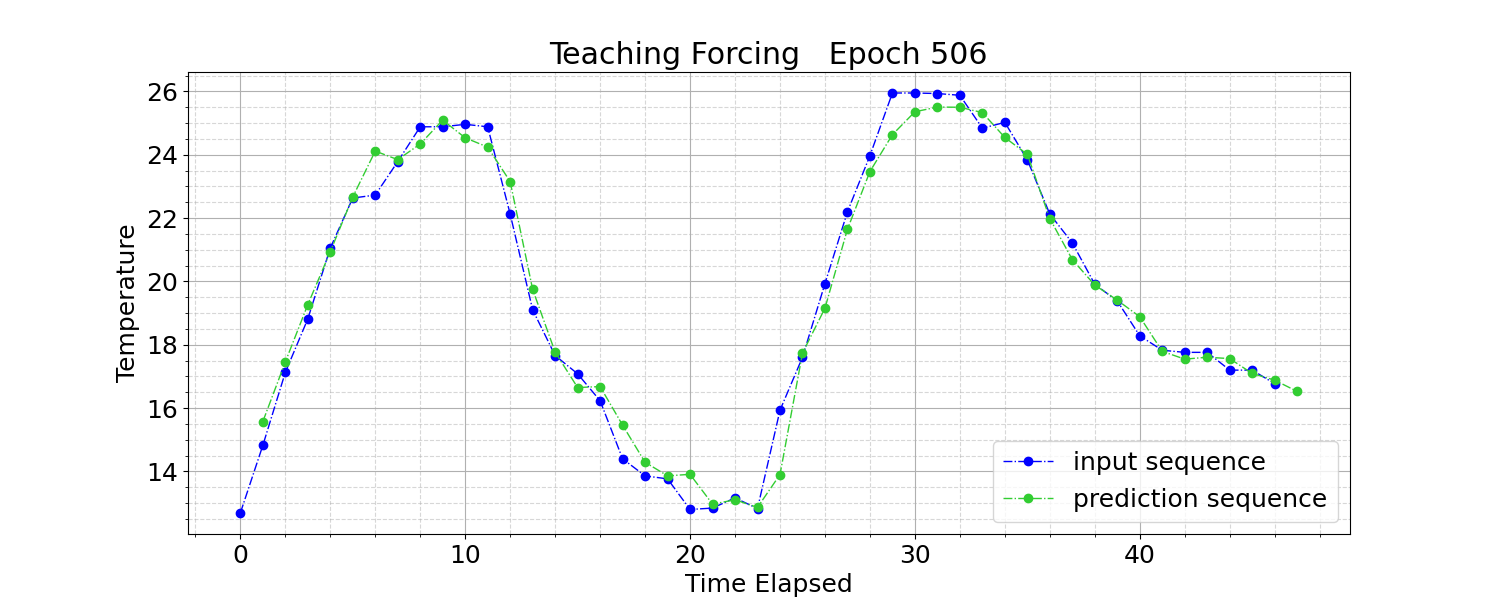 Teaching Forcing   Epoch 506
26
24
22
20
18
16
14
Temperature
input sequence
prediction sequence
0 10 20 30 40
Time Elapsed